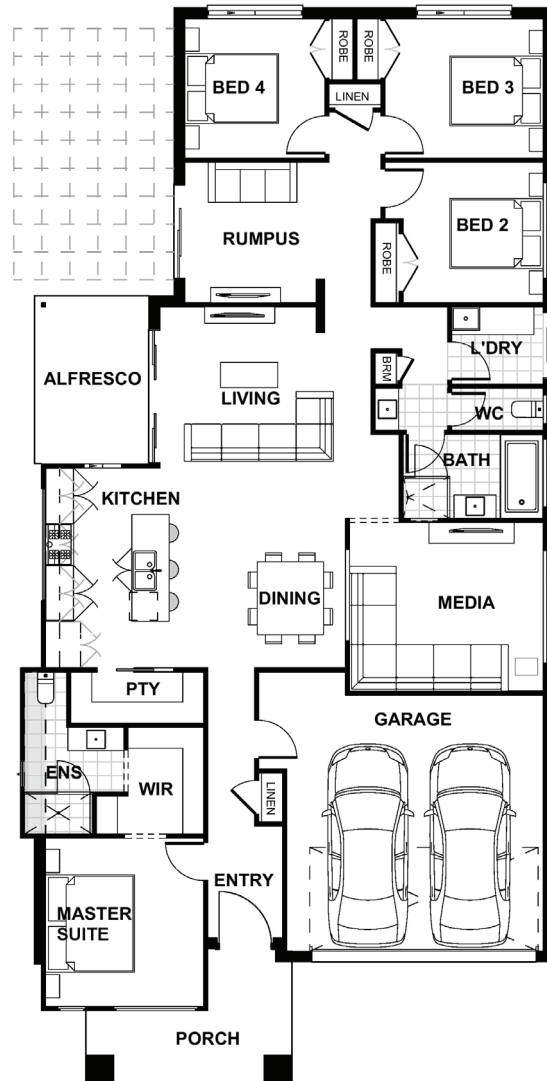 ROBE
ROBE
BED 4
BED 3
LINEN
RUMPUS
BED 2
ROBE
L'DRY
ALFRESCO
BRM
LIVING
WC
BATH
KITCHEN
DINING
MEDIA
PTY
GARAGE
ENS
WIR
LINEN
ENTRY
MASTER
SUITE
PORCH